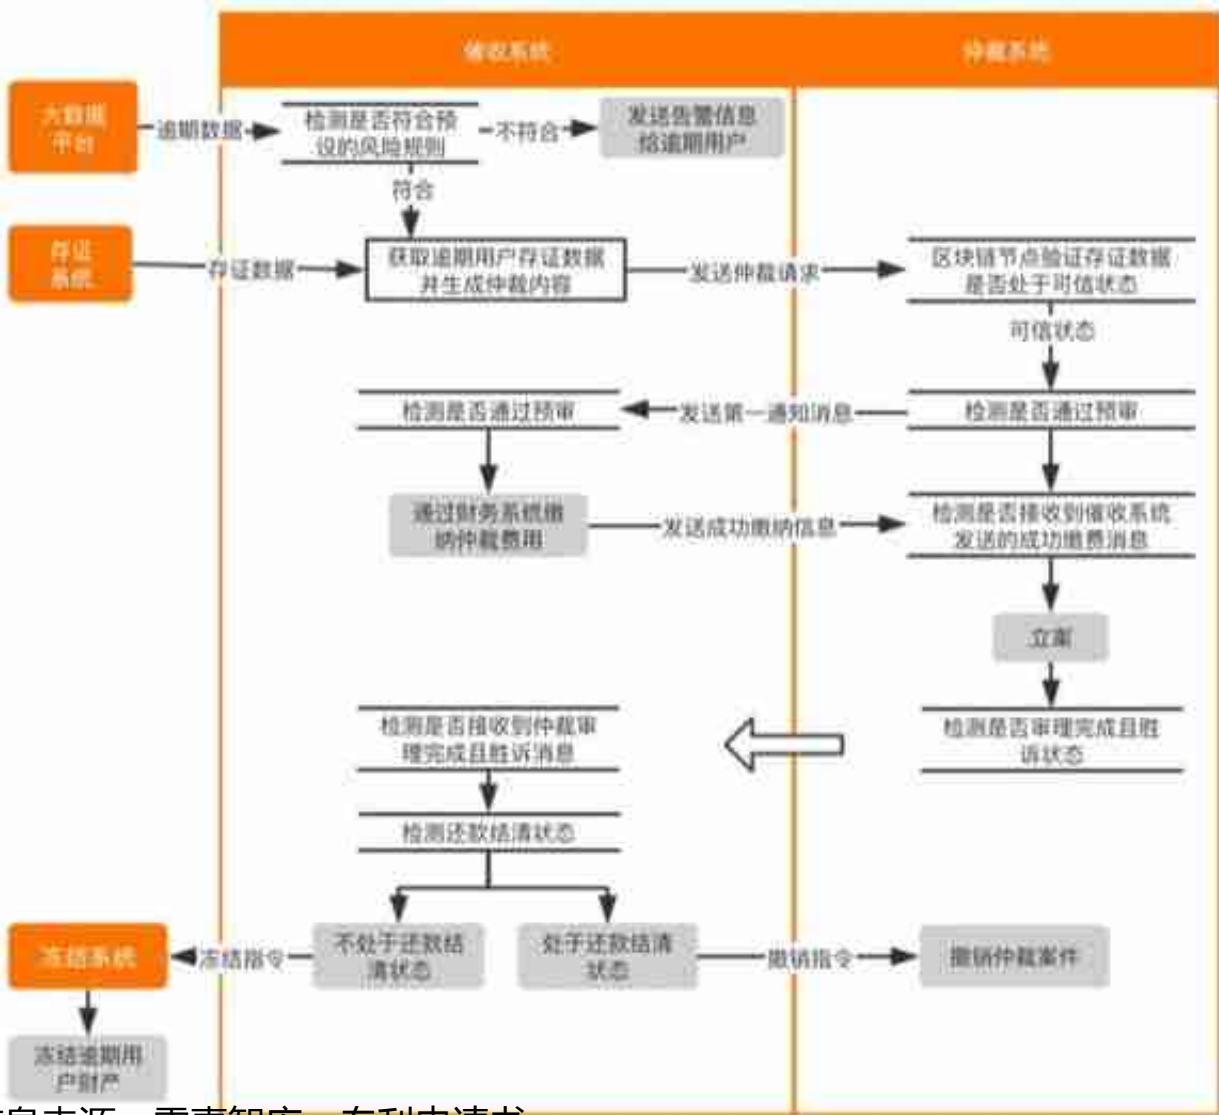 催收系统
仲裁系统
大数据
平台
逾期数据
检测是否符合预
设的风险规则
不符合
发送告警信息
给逾期用户
符合
存证
系统
存证数据
获取逾期用户存证数据
并生成仲裁内容
发送仲裁请求
区块链节点验证存证数据
是否处于可信状态
可信状态
检测是否通过预审
发送第一通知消息
检测是否通过预审
通过财务系统缴
纳仲裁费用
发送成功缴纳信息
检测是否接收到催收系统
发送的成功缴费消息
立案
检测是否接收到仲裁审
理完成且胜诉消息
检测是否审理完成且胜
诉状态
检测还款结清状态
冻结系统
冻结指令
不处于还款结
清状态
处于还款结清
状态
撤销指令
撤销仲裁案件
冻结逾期用
户财产